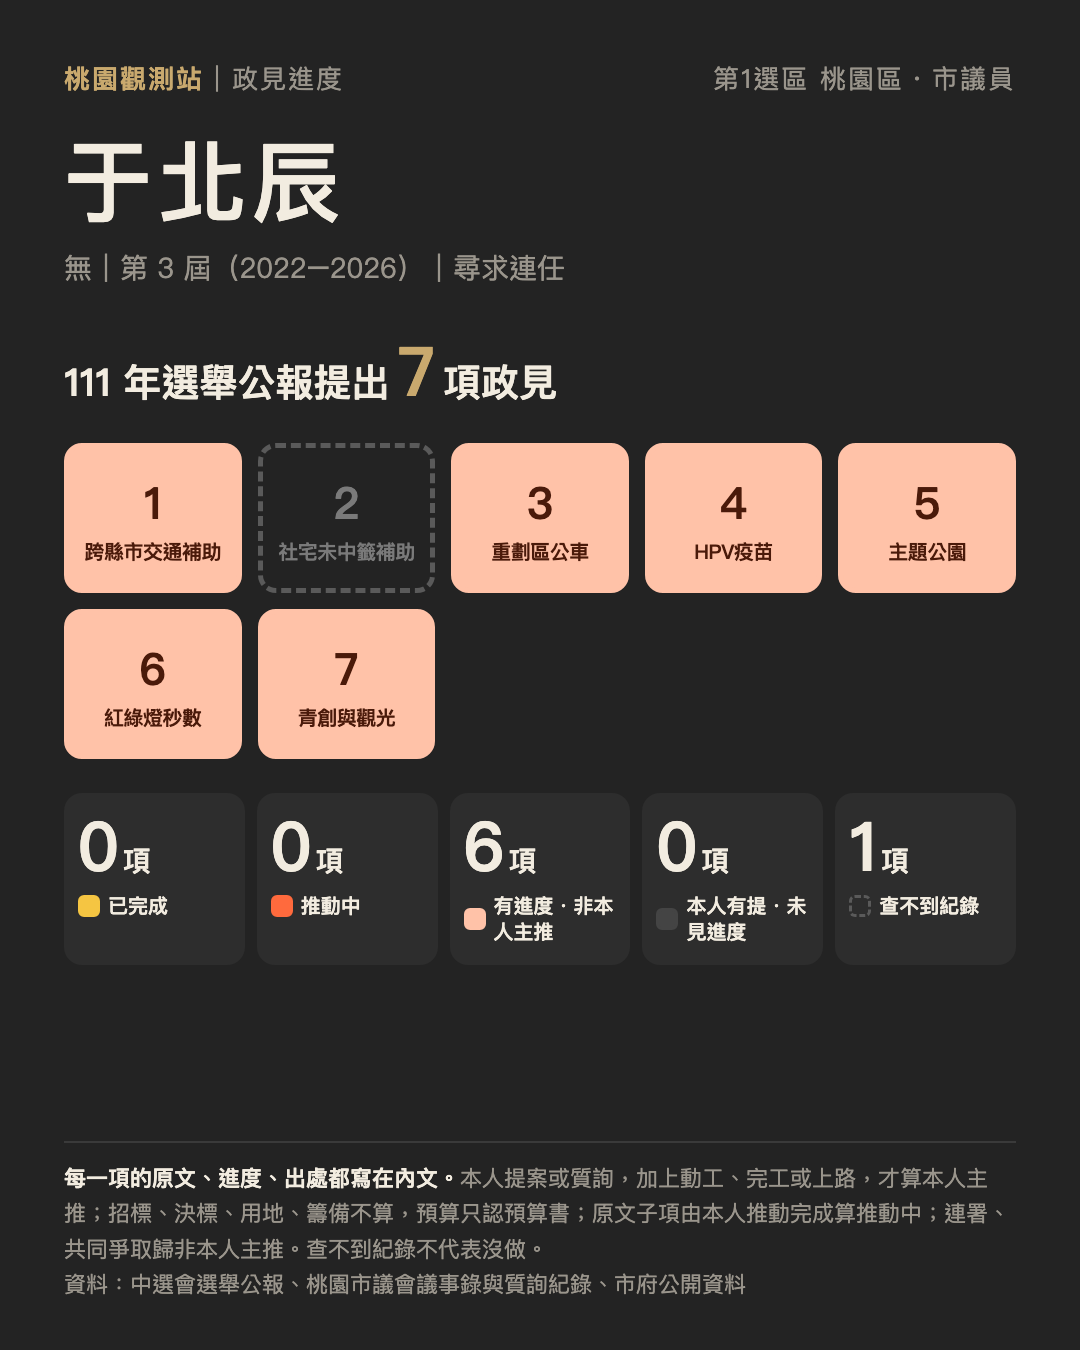 桃園觀測站｜政見進度
第1選區 桃園區·市議員
于北辰
無｜第 3 屆（2022—2026）｜尋求連任
111 年選舉公報提出 7 項政見
1
跨縣市交通補助
2
社宅未中籤補助
3
重劃區公車
4
HPV疫苗
5
主題公園
6
紅綠燈秒數
7
青創與觀光
0項
已完成
0項
推動中
6項
有進度·非本
人主推
0項
本人有提·未
見進度
1項
查不到紀錄
每一項的原文、進度、出處都寫在內文。本人提案或質詢，加上動工、完工或上路，才算本人主
推；招標、決標、用地、籌備不算，預算只認預算書；原文子項由本人推動完成算推動中；連署、
共同爭取歸非本人主推。查不到紀錄不代表沒做。
資料：中選會選舉公報、桃園市議會議事錄與質詢紀錄、市府公開資料